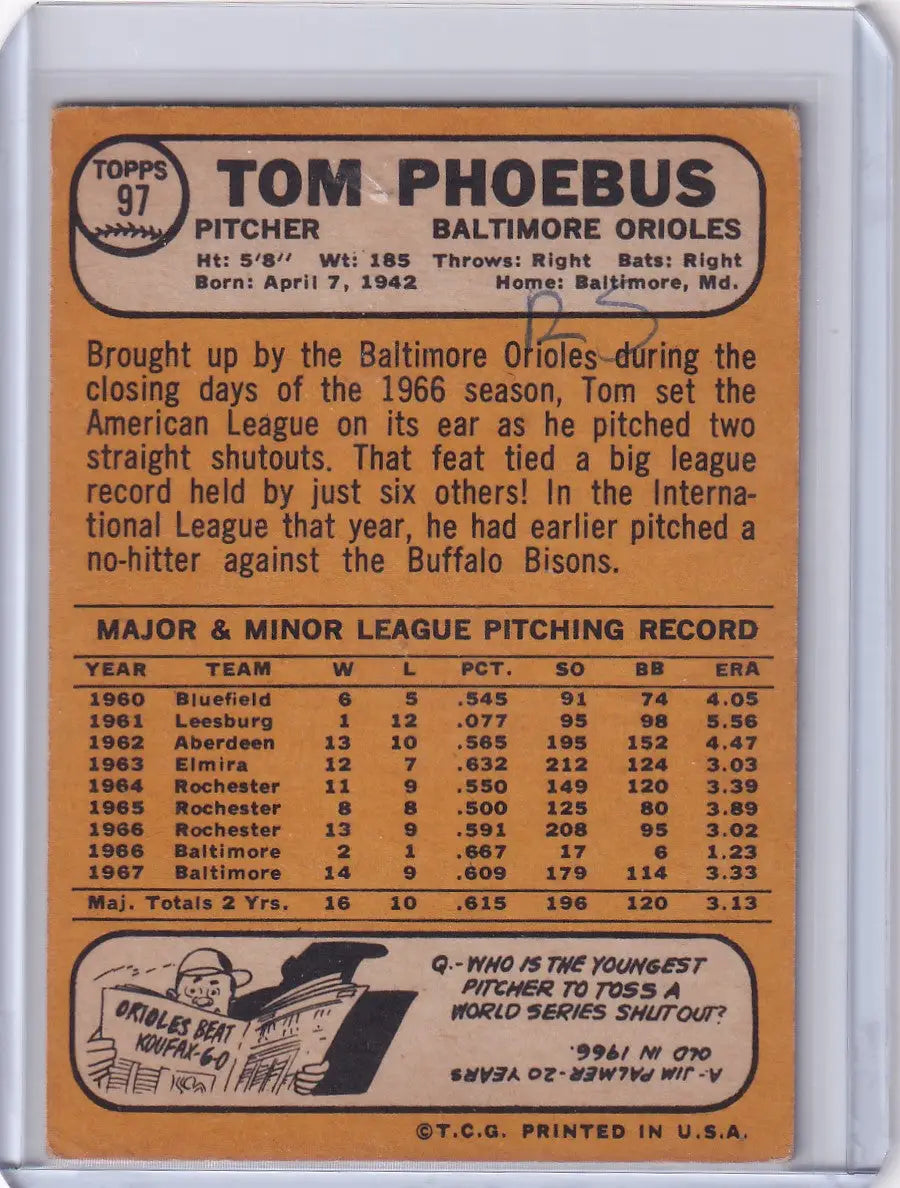 TOPPS
97
TOM PHOEBUS
PITCHER BALTIMORE ORIOLES
Ht: 5'8" Wt: 185 Throws: Right Bats: Right
Born: April 7, 1942 Home: Baltimore, Md.
RS
Brought up by the Baltimore Orioles during the
closing days of the 1966 season, Tom set the
American League on its ear as he pitched two
straight shutouts. That feat tied a big league
record held by just six others! In the Interna-
tional League that year, he had earlier pitched a
no-hitter against the Buffalo Bisons.
MAJOR & MINOR LEAGUE PITCHING RECORD
YEAR TEAM W L PCT. SO BB ERA
1960 Bluefield 6 5 .545 91 74 4.05
1961 Leesburg 1 12 .077 95 98 5.56
1962 Aberdeen 13 10 .565 195 152 4.47
1963 Elmira 12 7 .632 212 124 3.03
1964 Rochester 11 9 .550 149 120 3.39
1965 Rochester 8 8 .500 125 80 3.89
1966 Rochester 13 9 .591 208 95 3.02
1966 Baltimore 2 1 .667 17 6 1.23
1967 Baltimore 14 9 .609 179 114 3.33
Maj. Totals 2 Yrs. 16 10 .615 196 120 3.13
ORIOLES BEAT
KOUFAX-6-0
Q.-WHO IS THE YOUNGEST
PITCHER TO TOSS A
WORLD SERIES SHUTOUT?
A-JIM PALMER-20 YEARS
OLD IN 1966.
©T.C.G. PRINTED IN U.S.A.